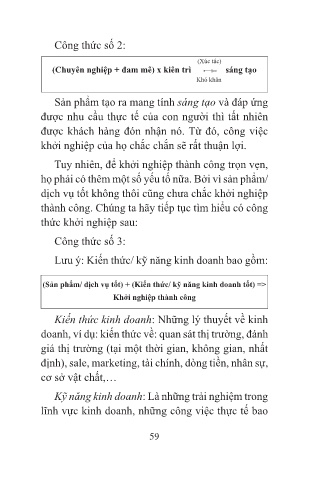 Công thức số 2:
(Xúc tác)
(Chuyên nghiệp + đam mê) x kiên trì ⟷ sáng tạo
Khó khăn
Sản phẩm tạo ra mang tính sáng tạo và đáp ứng
được nhu cầu thực tế của con người thì tất nhiên
được khách hàng đón nhận nó. Từ đó, công việc
khởi nghiệp của họ chắc chắn sẽ rất thuận lợi.
Tuy nhiên, để khởi nghiệp thành công trọn vẹn,
họ phải có thêm một số yếu tố nữa. Bởi vì sản phẩm/
dịch vụ tốt không thôi cũng chưa chắc khởi nghiệp
thành công. Chúng ta hãy tiếp tục tìm hiểu có công
thức khởi nghiệp sau:
Công thức số 3:
Lưu ý: Kiến thức/ kỹ năng kinh doanh bao gồm:
(Sản phẩm/ dịch vụ tốt) + (Kiến thức/ kỹ năng kinh doanh tốt) =>
Khởi nghiệp thành công
Kiến thức kinh doanh: Những lý thuyết về kinh
doanh, ví dụ: kiến thức về: quan sát thị trường, đánh
giá thị trường (tại một thời gian, không gian, nhất
định), sale, marketing, tài chính, dòng tiền, nhân sự,
cơ sở vật chất,…
Kỹ năng kinh doanh: Là những trải nghiệm trong
lĩnh vực kinh doanh, những công việc thực tế bao
59